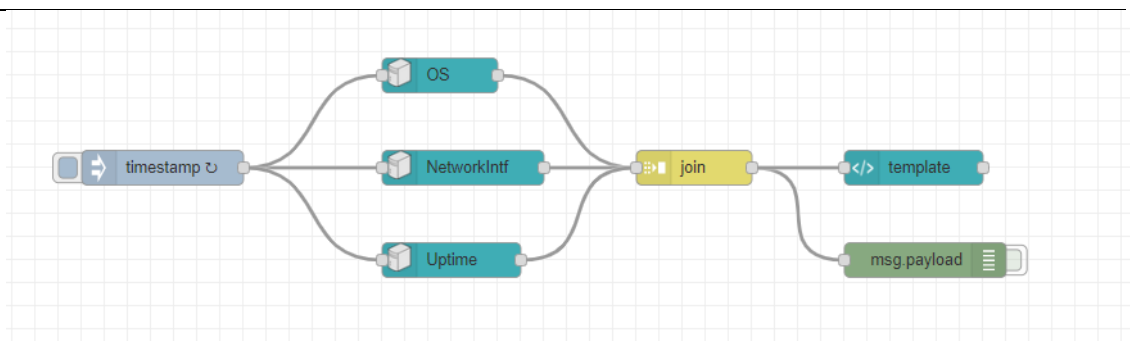 OS
timestamp ↻
NetworkIntf
join
</> template
Uptime
msg.payload